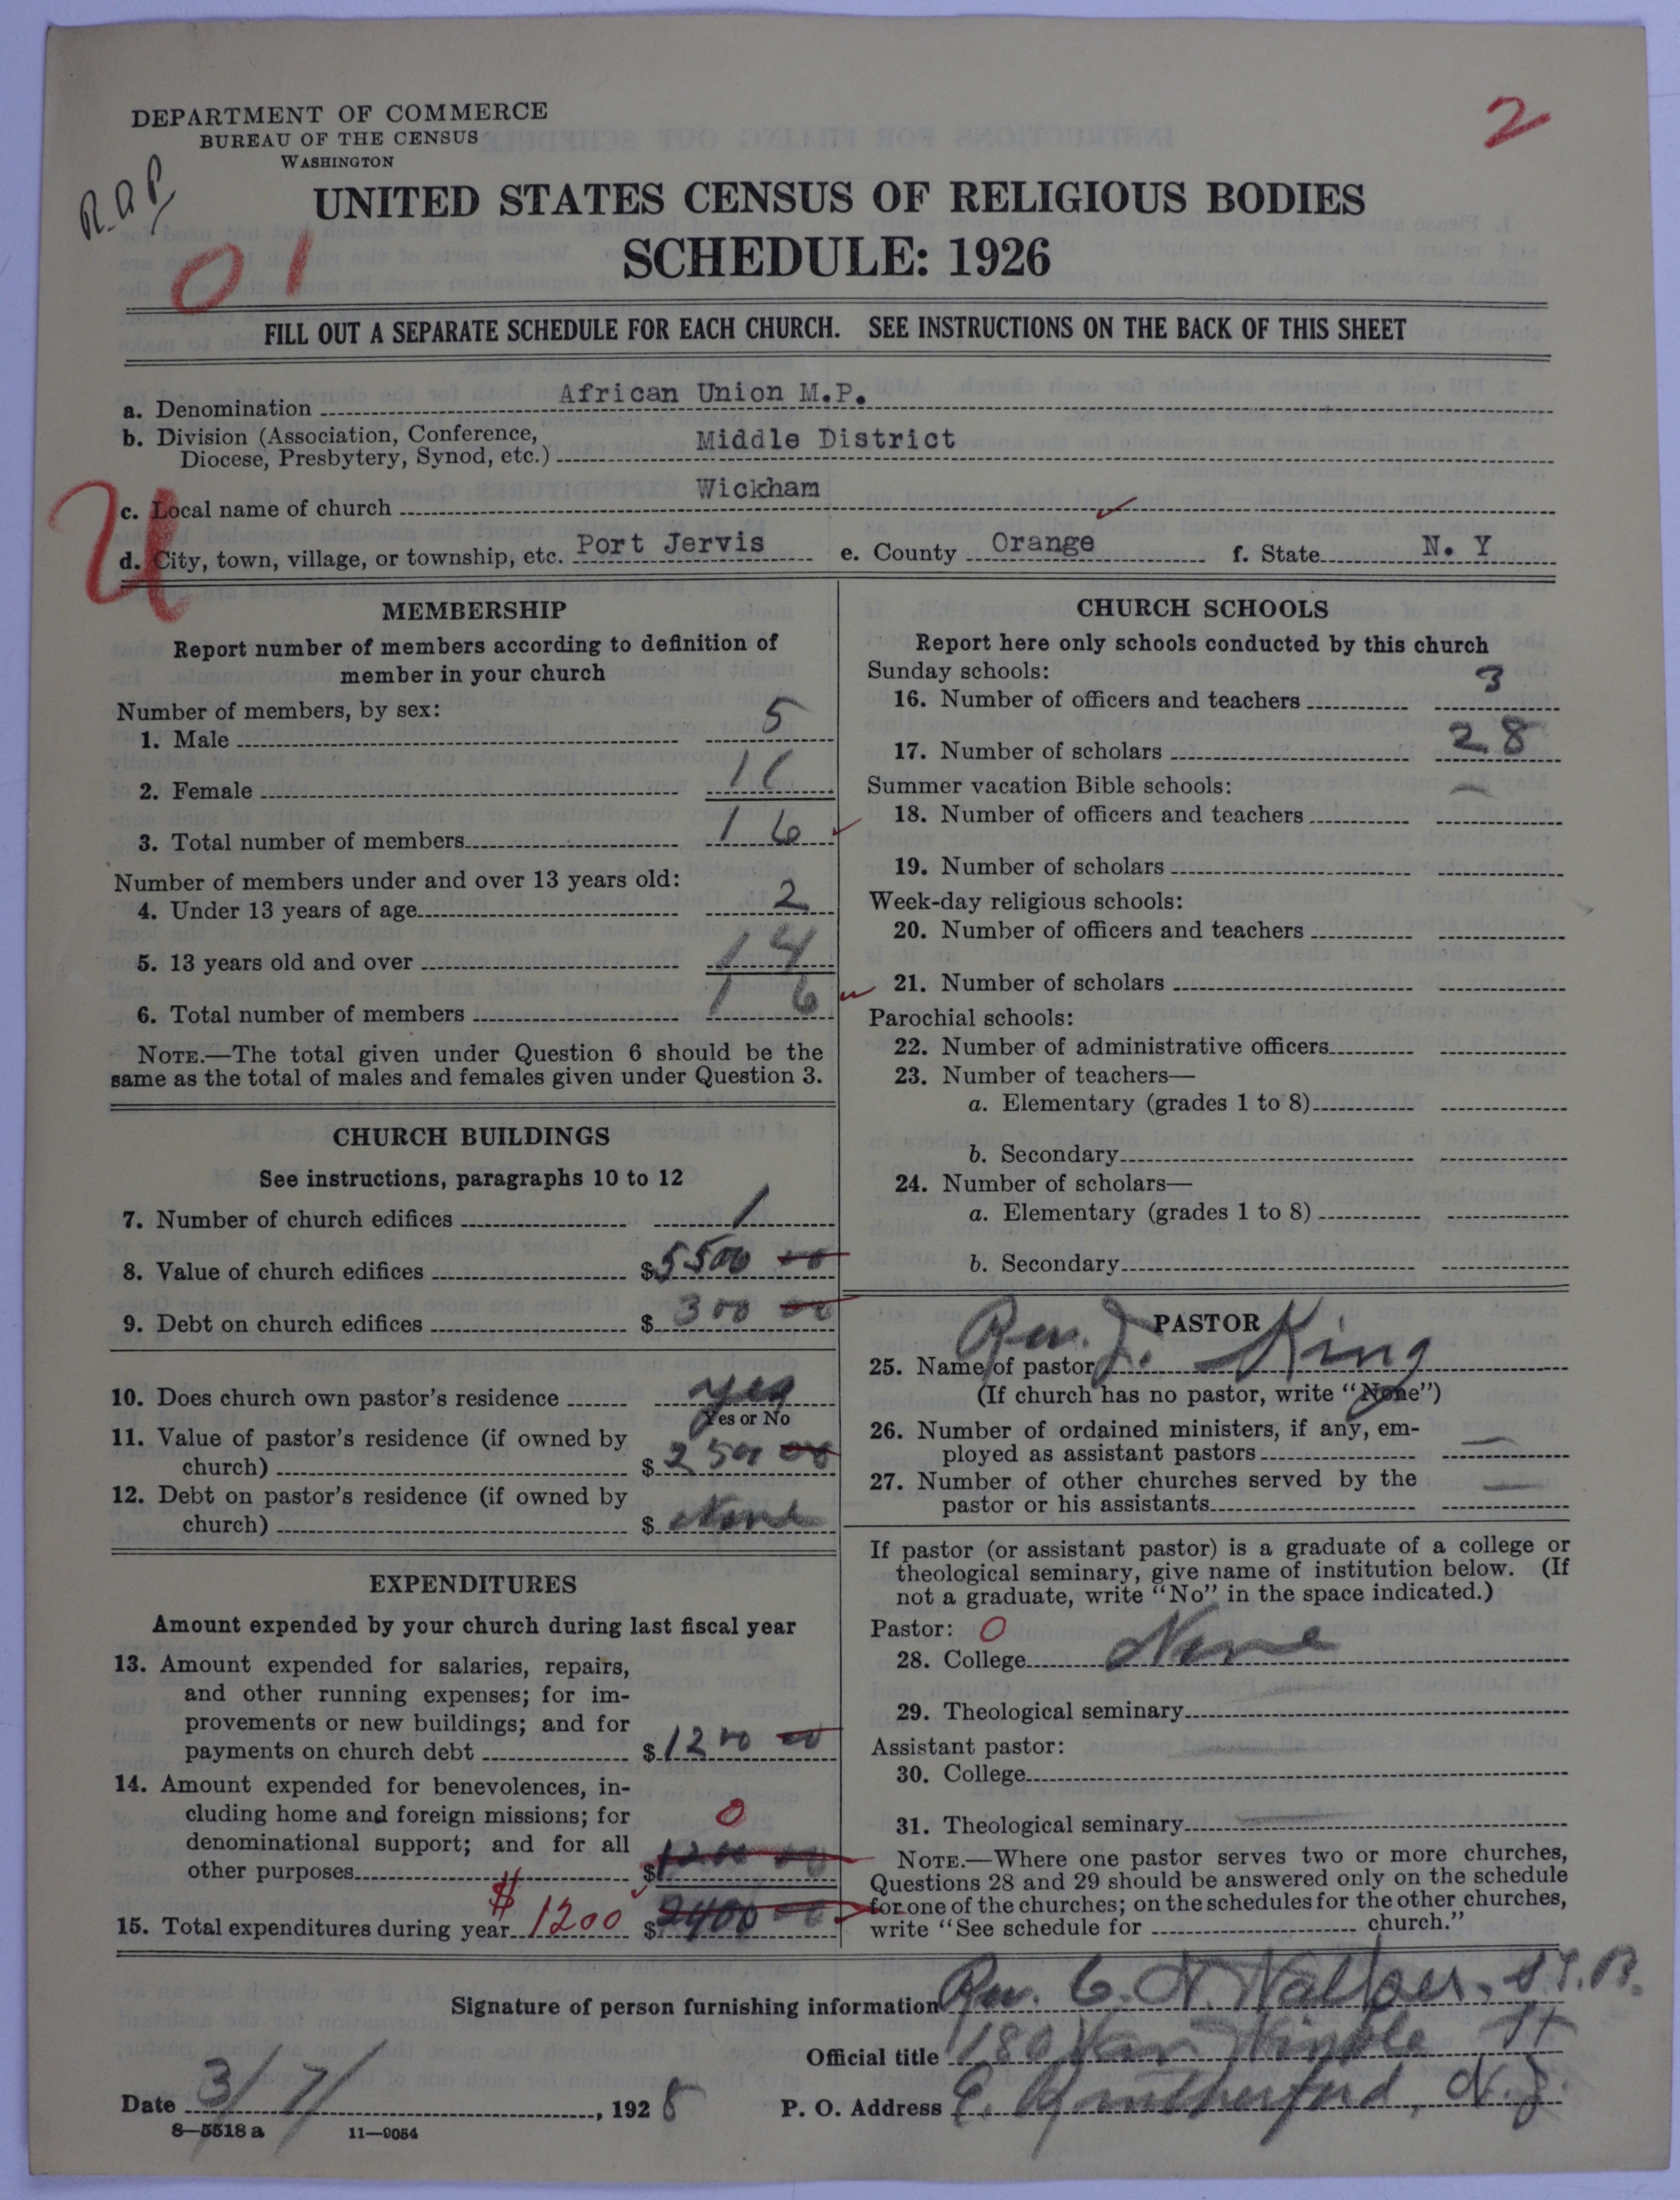 DEPARTMENT OF COMMERCE
BUREAU OF THE CENSUS
WASHINGTON
2
R.A.P.
UNITED STATES CENSUS OF RELIGIOUS BODIES
SCHEDULE: 1926
01
FILL OUT A SEPARATE SCHEDULE FOR EACH CHURCH. SEE INSTRUCTIONS ON THE BACK OF THIS SHEET
a. Denomination African Union M.P.
b. Division (Association, Conference,
Diocese, Presbytery, Synod, etc.) Middle District
c. Local name of church Wickham
U
d. City, town, village, or township, etc. Port Jervis e. County Orange f. State N. Y
MEMBERSHIP
Report number of members according to definition of
member in your church
Number of members, by sex:
1. Male 5
2. Female 11
3. Total number of members 16
Number of members under and over 13 years old:
4. Under 13 years of age 2
5. 13 years old and over 14
6. Total number of members 16
NOTE.—The total given under Question 6 should be the
same as the total of males and females given under Question 3.
CHURCH BUILDINGS
See instructions, paragraphs 10 to 12
7. Number of church edifices 1
8. Value of church edifices $5500 00
9. Debt on church edifices $300 00
10. Does church own pastor's residence yes
Yes or No
11. Value of pastor's residence (if owned by
church) $2500 00
12. Debt on pastor's residence (if owned by
church) $None
EXPENDITURES
Amount expended by your church during last fiscal year
13. Amount expended for salaries, repairs,
and other running expenses; for im-
provements or new buildings; and for
payments on church debt $1200 00
14. Amount expended for benevolences, in-
cluding home and foreign missions; for 0
denominational support; and for all
other purposes $1200 00
15. Total expenditures during year $1200 $2400 00
CHURCH SCHOOLS
Report here only schools conducted by this church
Sunday schools:
16. Number of officers and teachers 3
17. Number of scholars 28
Summer vacation Bible schools: —
18. Number of officers and teachers
19. Number of scholars
Week-day religious schools:
20. Number of officers and teachers
21. Number of scholars
Parochial schools:
22. Number of administrative officers
23. Number of teachers—
a. Elementary (grades 1 to 8)
b. Secondary
24. Number of scholars—
a. Elementary (grades 1 to 8)
b. Secondary
PASTOR
25. Name of pastor Rev. J. King
(If church has no pastor, write "None")
26. Number of ordained ministers, if any, em-
ployed as assistant pastors —
27. Number of other churches served by the
pastor or his assistants —
If pastor (or assistant pastor) is a graduate of a college or
theological seminary, give name of institution below. (If
not a graduate, write "No" in the space indicated.)
Pastor: 0
28. College None
29. Theological seminary
Assistant pastor:
30. College
31. Theological seminary
NOTE.—Where one pastor serves two or more churches,
Questions 28 and 29 should be answered only on the schedule
for one of the churches; on the schedules for the other churches,
write "See schedule for church."
Signature of person furnishing information Rev. C. N. Walker, S.T.B.
Official title 180 Van Winkle St
Date 3/7/, 1928 P. O. Address E. Rutherford, N.J.
8—5518 a 11—9054